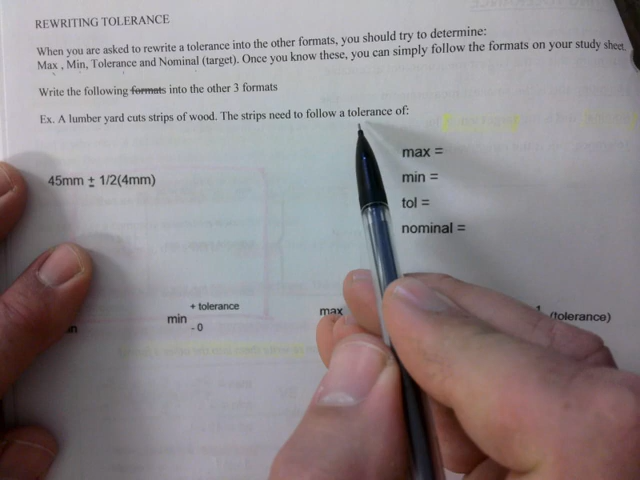 REWRITING TOLERANCE
When you are asked to rewrite a tolerance into the other formats, you should try to determine:
Max , Min, Tolerance and Nominal (target). Once you know these, you can simply follow the formats on your study sheet.
Write the following formats into the other 3 formats
Ex. A lumber yard cuts strips of wood. The strips need to follow a tolerance of:
45mm ± 1/2(4mm)
max =
min =
tol =
nominal =
min + tolerance
- 0
max
(tolerance)